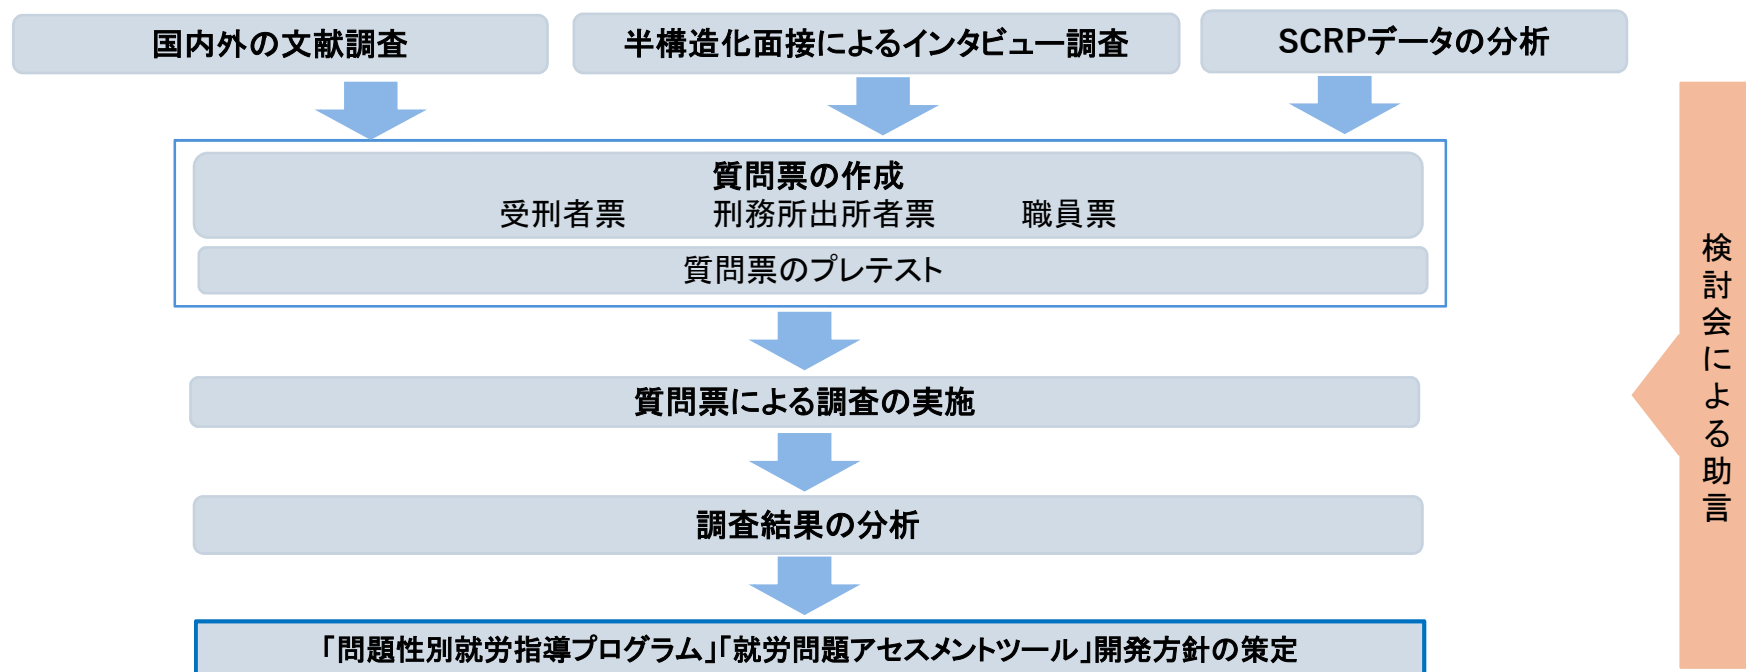 国内外の文献調査
半構造化面接によるインタビュー調査
SCRPデータの分析
質問票の作成
受刑者票 刑務所出所者票 職員票
質問票のプレテスト
質問票による調査の実施
調査結果の分析
「問題性別就労指導プログラム」「就労問題アセスメントツール」開発方針の策定
検討会による助言